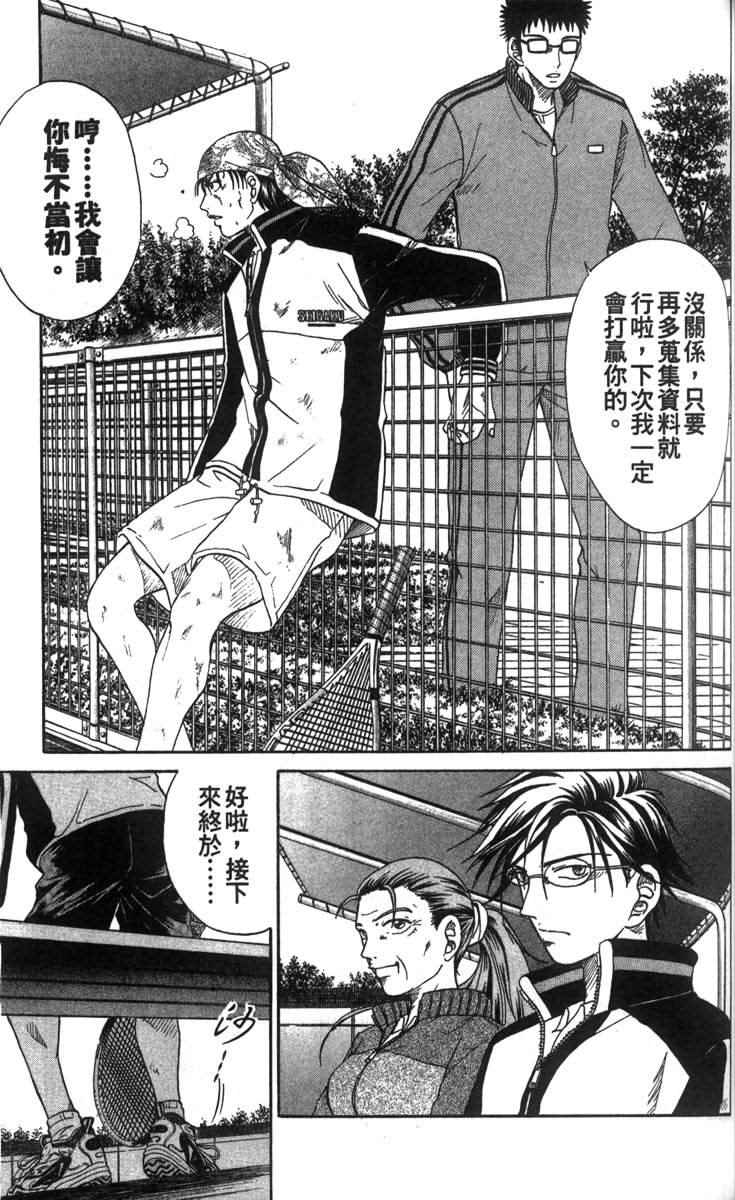 沒關係，只要
再多蒐集資料就
行啦，下次我一定
會打贏你的。
哼……我會讓
你悔不當初。
SEIGAKU
好啦，接下
來終於……
沙…